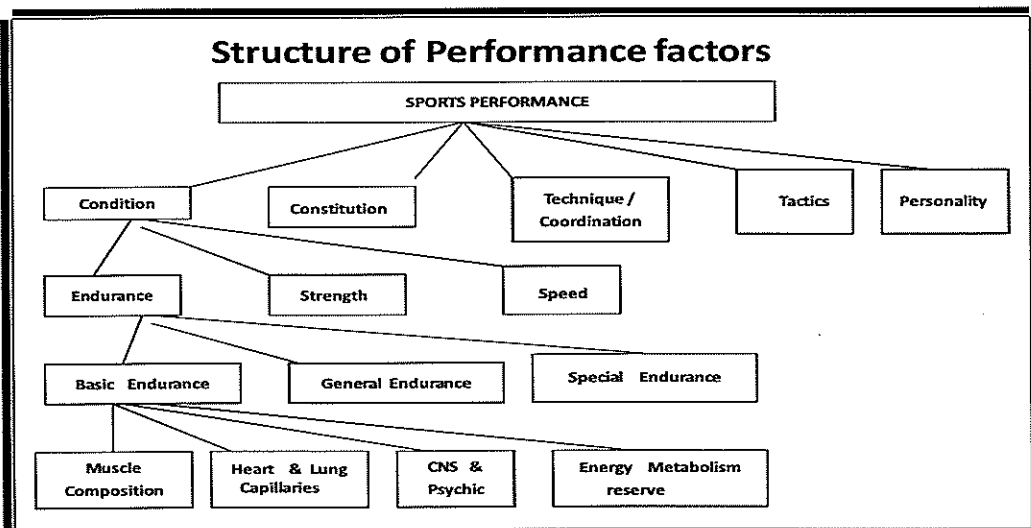 Structure of Performance factors
SPORTS PERFORMANCE
Condition
Constitution
Technique /
Coordination
Tactics
Personality
Endurance
Strength
Speed
Basic Endurance
General Endurance
Special Endurance
Muscle
Composition
Heart & Lung
Capillaries
CNS &
Psychic
Energy Metabolism
reserve